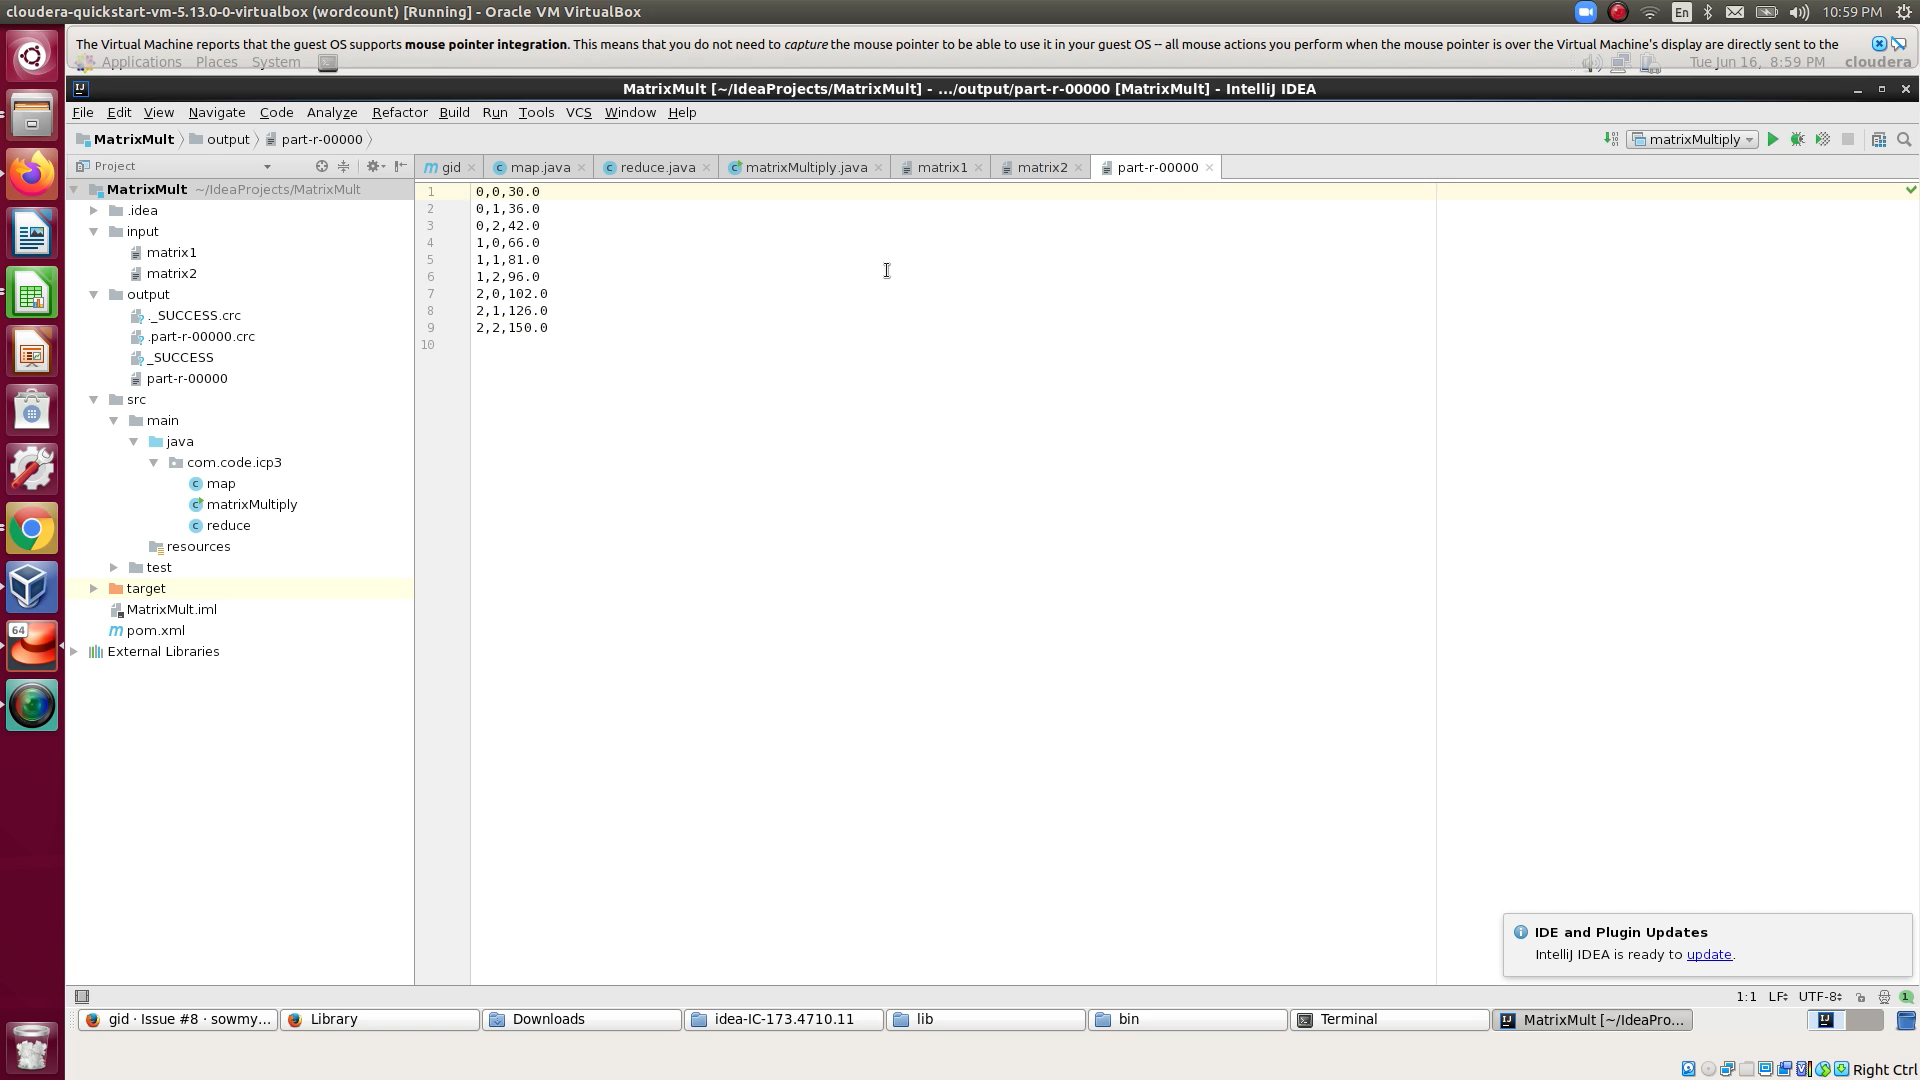 cloudera-quickstart-vm-5.13.0-0-virtualbox (wordcount) [Running] - Oracle VM VirtualBox
En
10:59 PM
The Virtual Machine reports that the guest OS supports mouse pointer integration. This means that you do not need to capture the mouse pointer to be able to use it in your guest OS -- all mouse actions you perform when the mouse pointer is over the Virtual Machine's display are directly sent to the
Applications Places System
Tue Jun 16, 8:59 PM cloudera
MatrixMult [~/IdeaProjects/MatrixMult] - .../output/part-r-00000 [MatrixMult] - IntelliJ IDEA
File Edit View Navigate Code Analyze Refactor Build Run Tools VCS Window Help
MatrixMult output part-r-00000
matrixMultiply
Project
gid map.java reduce.java matrixMultiply.java matrix1 matrix2 part-r-00000
MatrixMult ~/IdeaProjects/MatrixMult
.idea
input
matrix1
matrix2
output
._SUCCESS.crc
.part-r-00000.crc
_SUCCESS
part-r-00000
src
main
java
com.code.icp3
map
matrixMultiply
reduce
resources
test
target
MatrixMult.iml
pom.xml
External Libraries
1 0,0,30.0
2 0,1,36.0
3 0,2,42.0
4 1,0,66.0
5 1,1,81.0
6 1,2,96.0
7 2,0,102.0
8 2,1,126.0
9 2,2,150.0
10
64
IDE and Plugin Updates
IntelliJ IDEA is ready to update.
1:1 LF UTF-8 1
gid · Issue #8 · sowmy... Library Downloads idea-IC-173.4710.11 lib bin Terminal MatrixMult [~/IdeaPro...
Right Ctrl